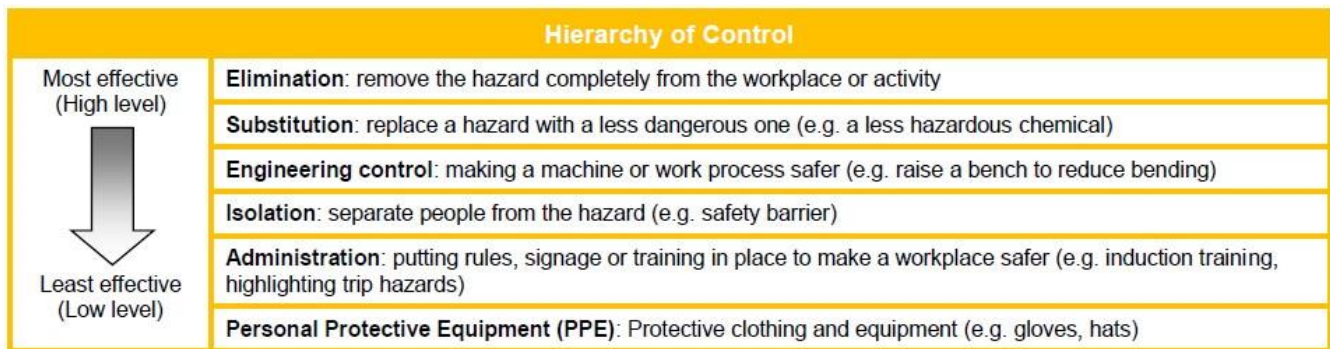 Hierarchy of Control
Most effective
(High level)
Least effective
(Low level)
Elimination: remove the hazard completely from the workplace or activity
Substitution: replace a hazard with a less dangerous one (e.g. a less hazardous chemical)
Engineering control: making a machine or work process safer (e.g. raise a bench to reduce bending)
Isolation: separate people from the hazard (e.g. safety barrier)
Administration: putting rules, signage or training in place to make a workplace safer (e.g. induction training,
highlighting trip hazards)
Personal Protective Equipment (PPE): Protective clothing and equipment (e.g. gloves, hats)